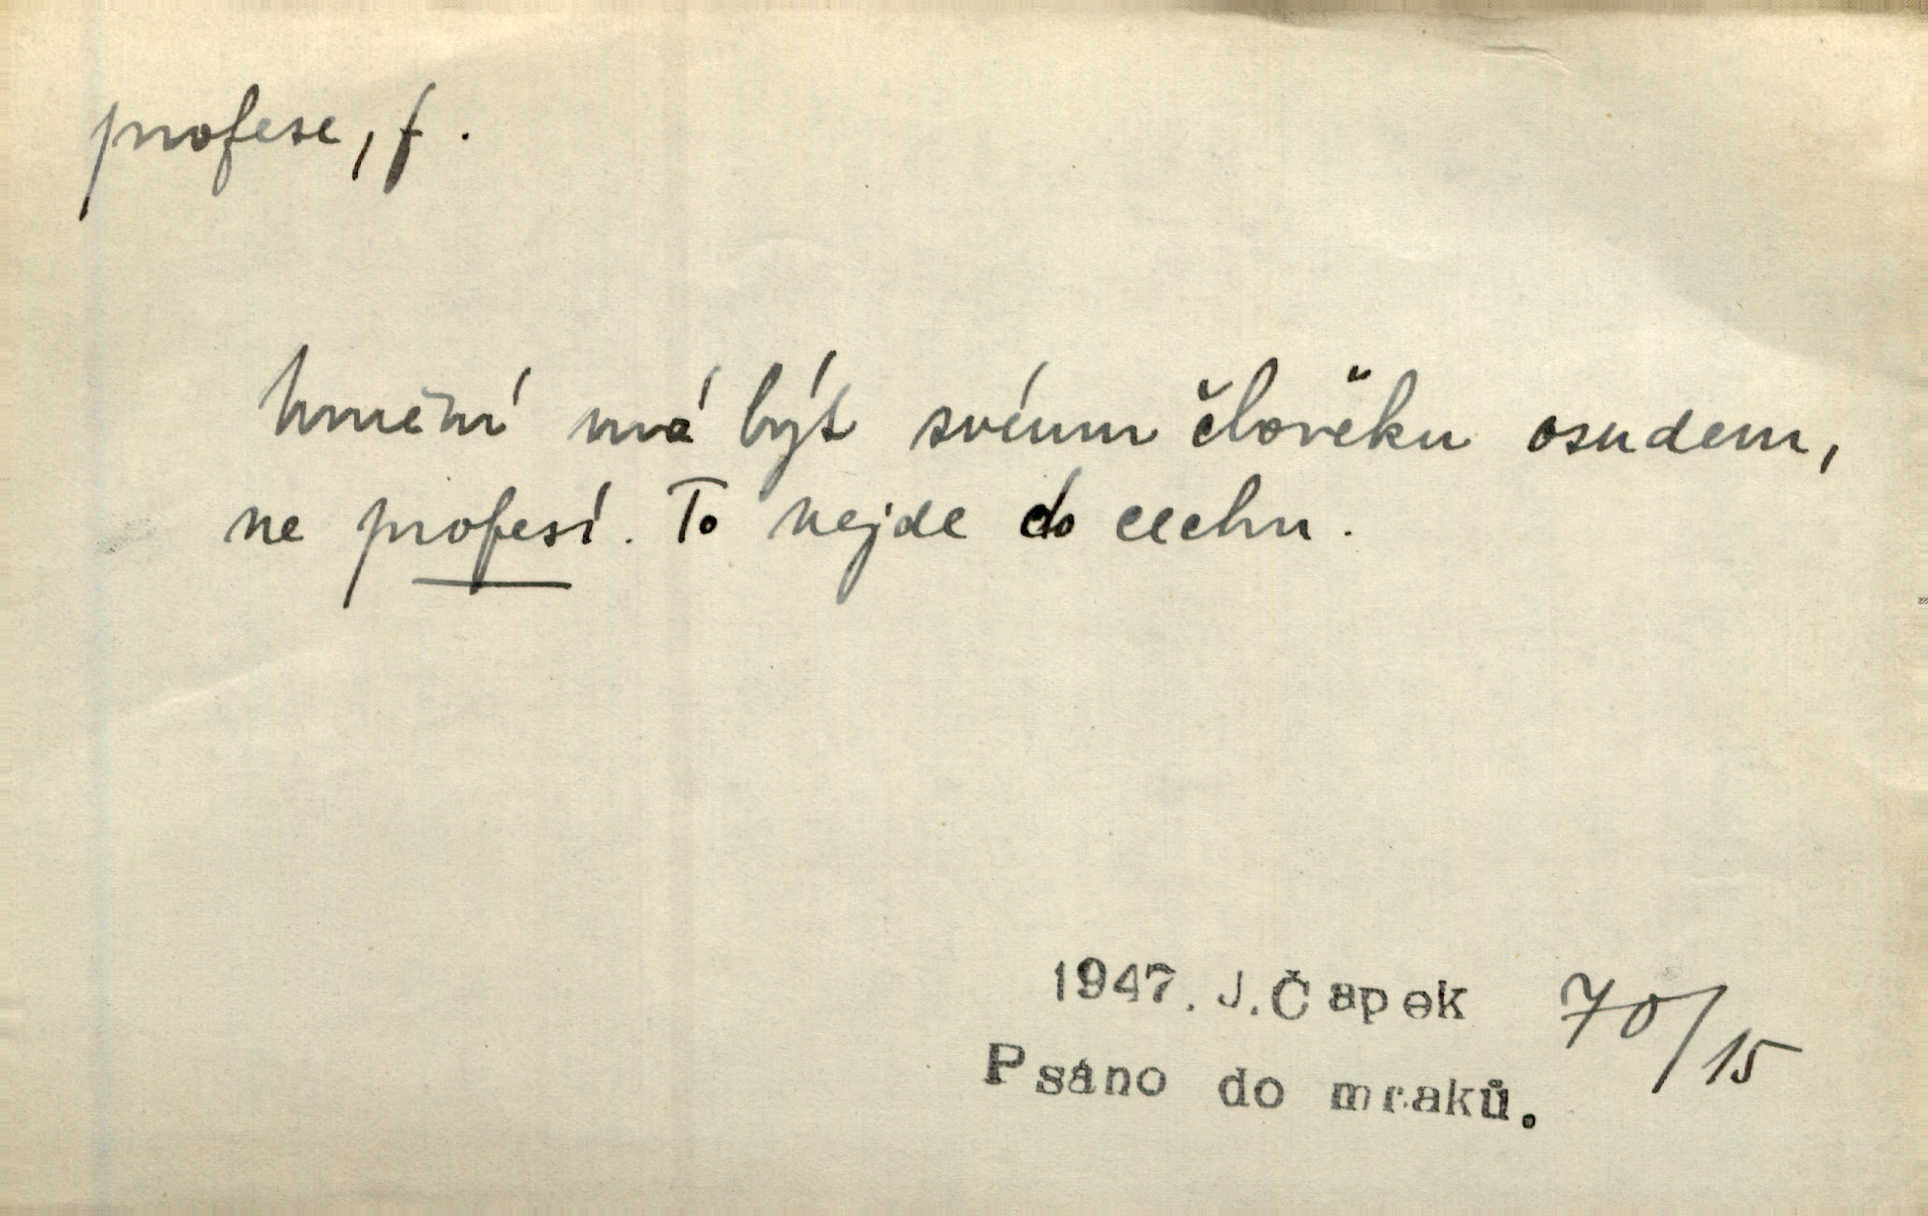 profese, f.
Umění má být svému člověku osudem,
ne profesí. To nejde do cechu.
1947. J. Čapek 70/15
Psáno do mraků.